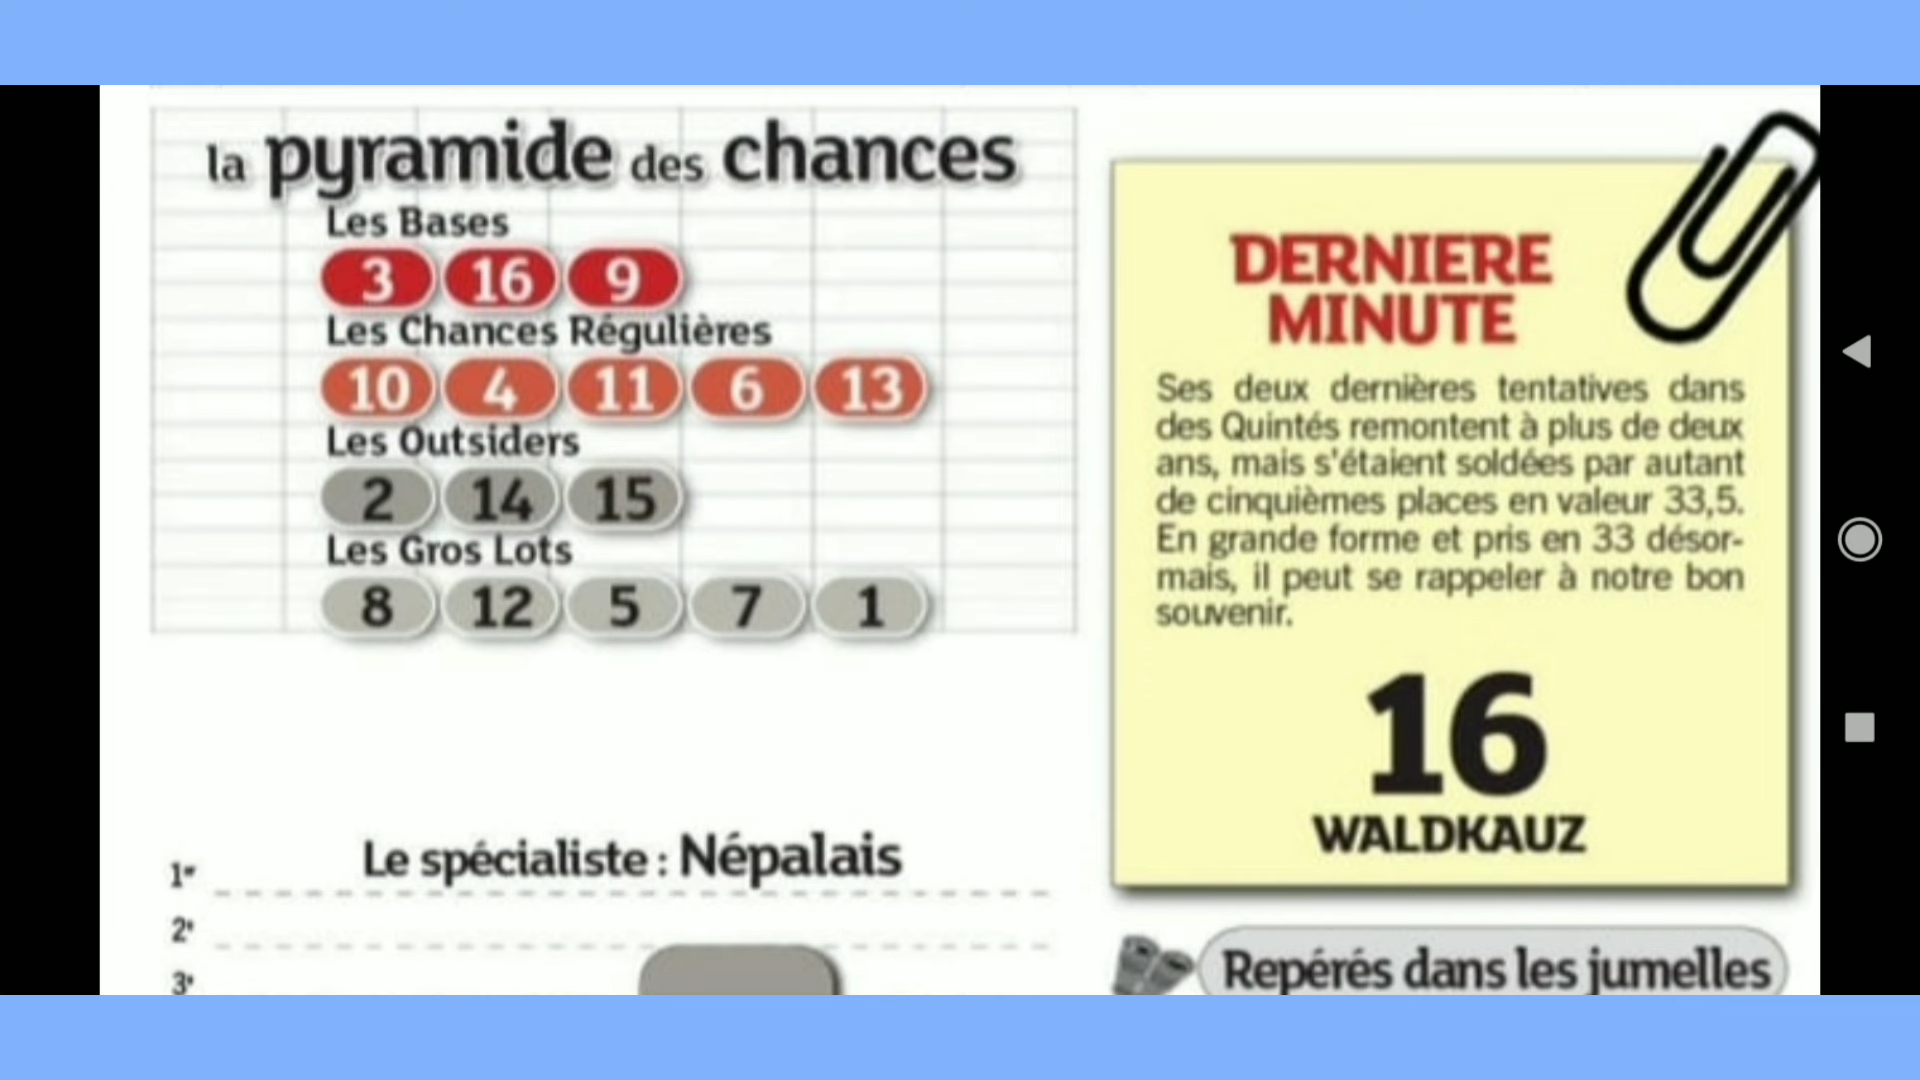 la pyramide des chances
Les Bases
3 16 9
Les Chances Régulières
10 4 11 6 13
Les Outsiders
2 14 15
Les Gros Lots
8 12 5 7 1
DERNIERE
MINUTE
Ses deux dernières tentatives dans
des Quintés remontent à plus de deux
ans, mais s'étaient soldées par autant
de cinquièmes places en valeur 33,5.
En grande forme et pris en 33 désor-
mais, il peut se rappeler à notre bon
souvenir.
16
WALDKAUZ
Le spécialiste : Népalais
1er
2e
3e
Repérés dans les jumelles